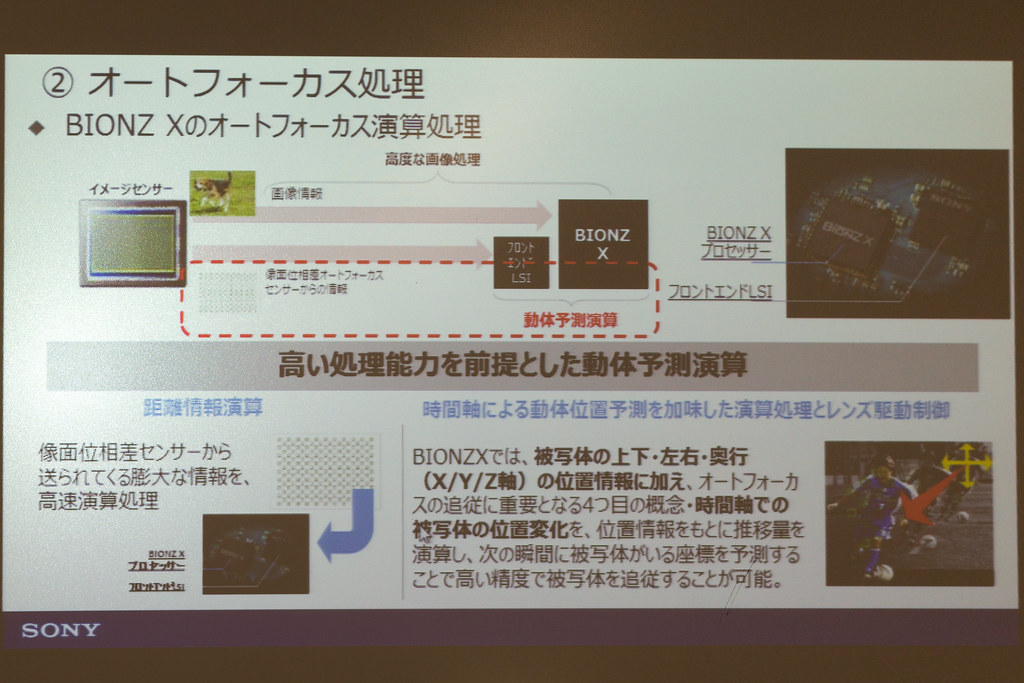 ② オートフォーカス処理
◆ BIONZ Xのオートフォーカス演算処理
高度な画像処理
イメージセンサー
画像情報
BIONZ
X
フロント
エンド
LSI
像面位相差オートフォーカス
センサーからの情報
動体予測演算
BIONZ X
プロセッサー
フロントエンドLSI
BIONZ X
高い処理能力を前提とした動体予測演算
距離情報演算
像面位相差センサーから
送られてくる膨大な情報を、
高速演算処理
BIONZ X
プロセッサー
フロントエンドLSI
時間軸による動体位置予測を加味した演算処理とレンズ駆動制御
BIONZXでは、被写体の上下・左右・奥行
（X/Y/Z軸）の位置情報に加え、オートフォーカ
スの追従に重要となる4つ目の概念・時間軸での
被写体の位置変化を、位置情報をもとに推移量を
演算し、次の瞬間に被写体がいる座標を予測する
ことで高い精度で被写体を追従することが可能。
SONY